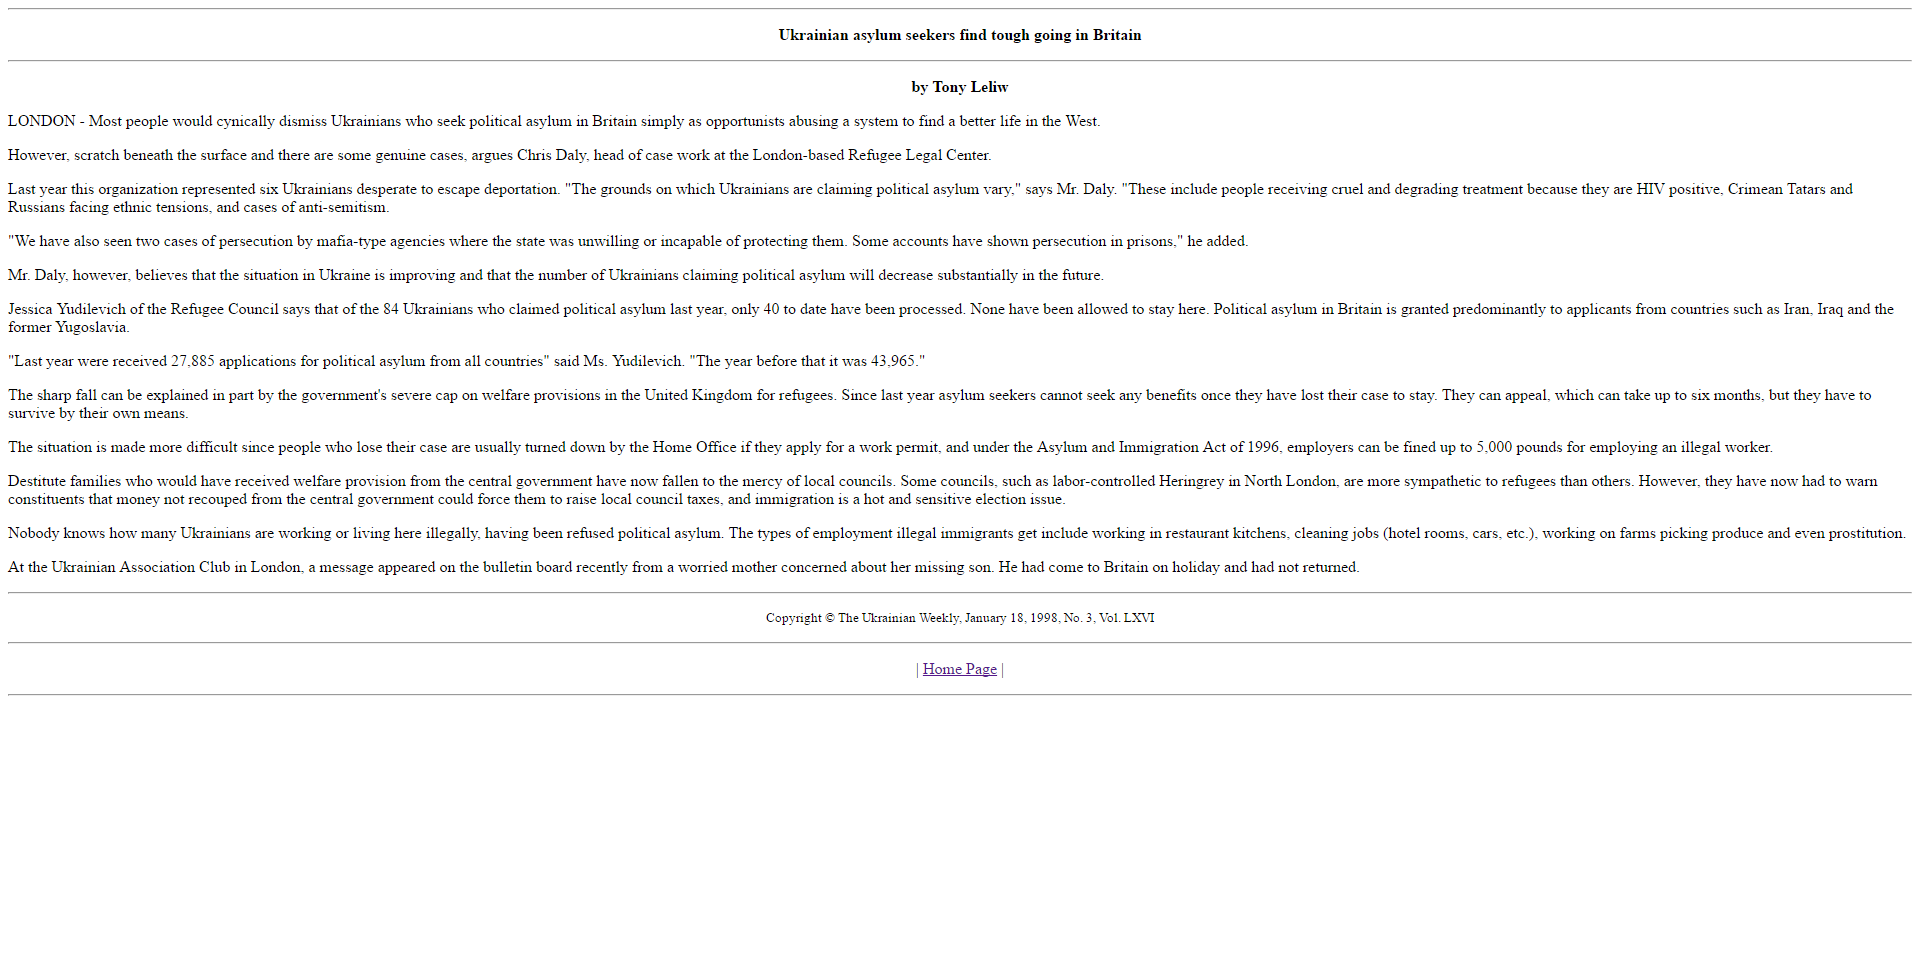 Ukrainian asylum seekers find tough going in Britain
by Tony Leliw
LONDON - Most people would cynically dismiss Ukrainians who seek political asylum in Britain simply as opportunists abusing a system to find a better life in the West.
However, scratch beneath the surface and there are some genuine cases, argues Chris Daly, head of case work at the London-based Refugee Legal Center.
Last year this organization represented six Ukrainians desperate to escape deportation. "The grounds on which Ukrainians are claiming political asylum vary," says Mr. Daly. "These include people receiving cruel and degrading treatment because they are HIV positive, Crimean Tatars and
Russians facing ethnic tensions, and cases of anti-semitism.
"We have also seen two cases of persecution by mafia-type agencies where the state was unwilling or incapable of protecting them. Some accounts have shown persecution in prisons," he added.
Mr. Daly, however, believes that the situation in Ukraine is improving and that the number of Ukrainians claiming political asylum will decrease substantially in the future.
Jessica Yudilevich of the Refugee Council says that of the 84 Ukrainians who claimed political asylum last year, only 40 to date have been processed. None have been allowed to stay here. Political asylum in Britain is granted predominantly to applicants from countries such as Iran, Iraq and the
former Yugoslavia.
"Last year were received 27,885 applications for political asylum from all countries" said Ms. Yudilevich. "The year before that it was 43,965."
The sharp fall can be explained in part by the government's severe cap on welfare provisions in the United Kingdom for refugees. Since last year asylum seekers cannot seek any benefits once they have lost their case to stay. They can appeal, which can take up to six months, but they have to
survive by their own means.
The situation is made more difficult since people who lose their case are usually turned down by the Home Office if they apply for a work permit, and under the Asylum and Immigration Act of 1996, employers can be fined up to 5,000 pounds for employing an illegal worker.
Destitute families who would have received welfare provision from the central government have now fallen to the mercy of local councils. Some councils, such as labor-controlled Heringrey in North London, are more sympathetic to refugees than others. However, they have now had to warn
constituents that money not recouped from the central government could force them to raise local council taxes, and immigration is a hot and sensitive election issue.
Nobody knows how many Ukrainians are working or living here illegally, having been refused political asylum. The types of employment illegal immigrants get include working in restaurant kitchens, cleaning jobs (hotel rooms, cars, etc.), working on farms picking produce and even prostitution.
At the Ukrainian Association Club in London, a message appeared on the bulletin board recently from a worried mother concerned about her missing son. He had come to Britain on holiday and had not returned.
Copyright © The Ukrainian Weekly, January 18, 1998, No. 3, Vol. LXVI
| Home Page |